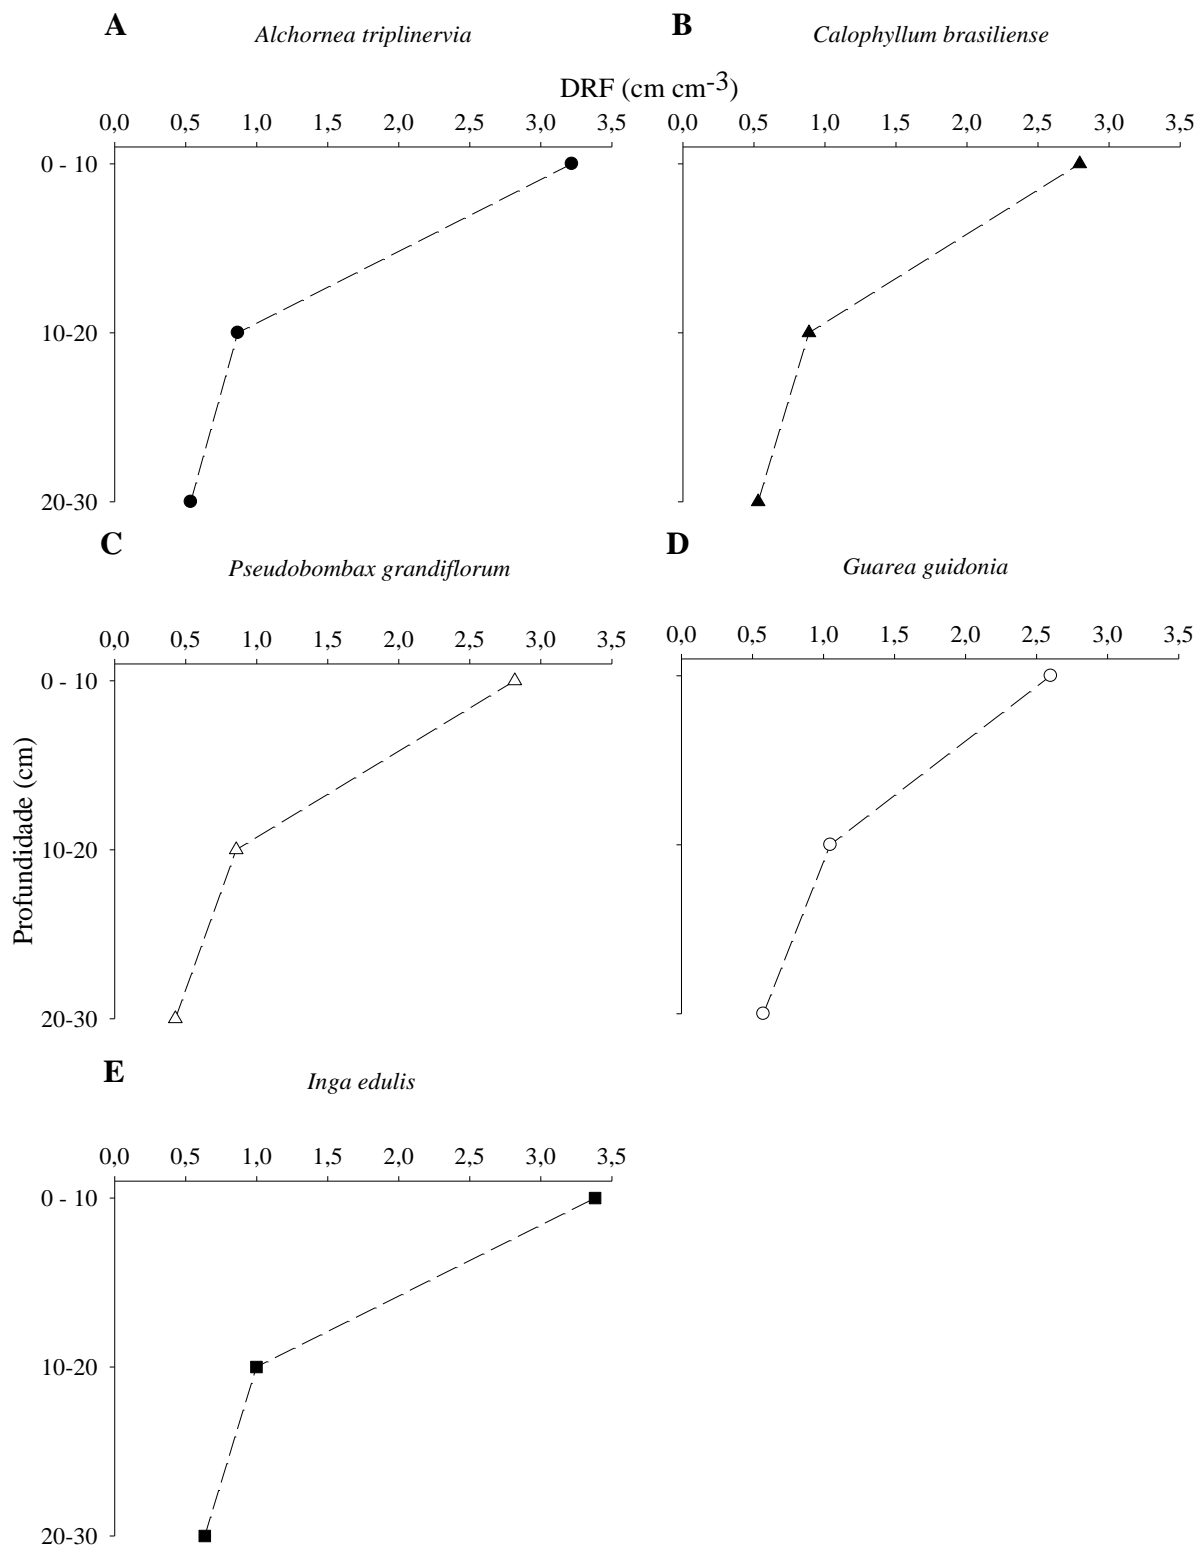 A
Alchornea triplinervia
B
Calophyllum brasiliense
DRF (cm cm-3)
0,0 0,5 1,0 1,5 2,0 2,5 3,0 3,5
0,0 0,5 1,0 1,5 2,0 2,5 3,0 3,5
0 - 10
10-20
20-30
C
Pseudobombax grandiflorum
D
Guarea guidonia
0,0 0,5 1,0 1,5 2,0 2,5 3,0 3,5
0,0 0,5 1,0 1,5 2,0 2,5 3,0 3,5
0 - 10
10-20
20-30
Profundidade (cm)
E
Inga edulis
0,0 0,5 1,0 1,5 2,0 2,5 3,0 3,5
0 - 10
10-20
20-30